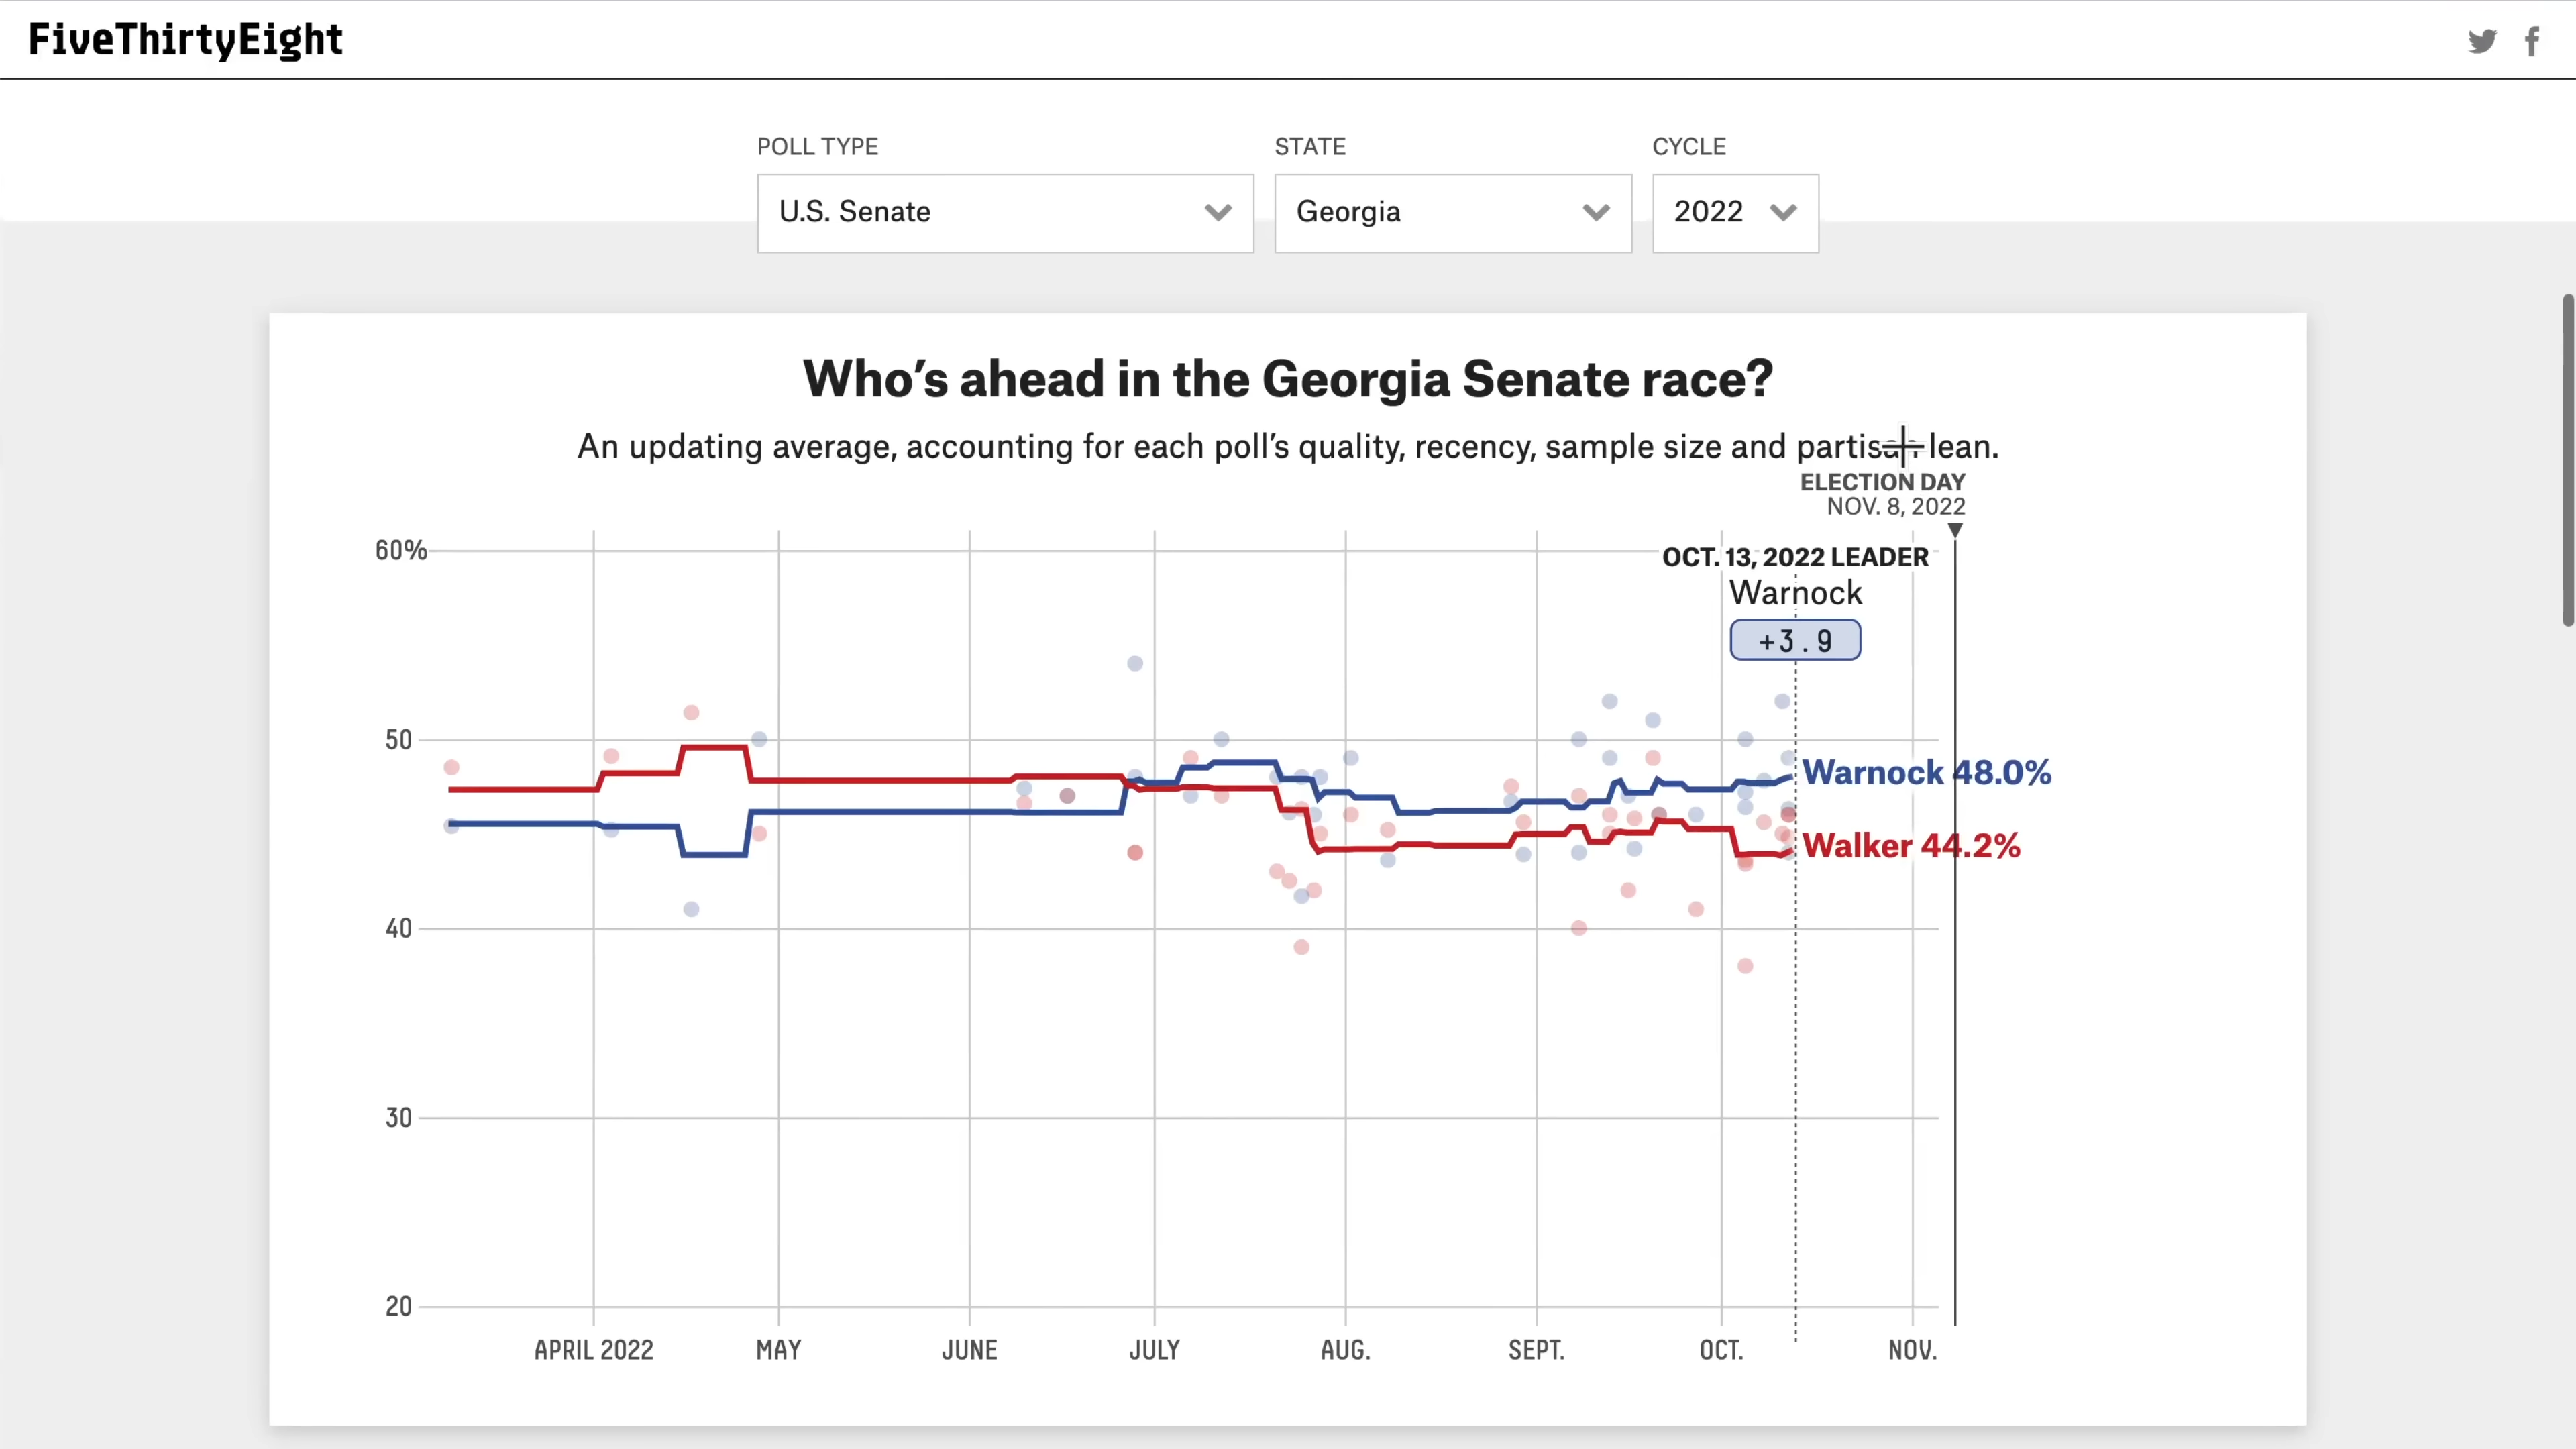 FiveThirtyEight
POLL TYPE
STATE
CYCLE
U.S. Senate
Georgia
2022
Who’s ahead in the Georgia Senate race?
An updating average, accounting for each poll’s quality, recency, sample size and partisan lean.
ELECTION DAY
NOV. 8, 2022
60%
OCT. 13, 2022 LEADER
Warnock
+3.9
50
Warnock 48.0%
Walker 44.2%
40
30
20
APRIL 2022
MAY
JUNE
JULY
AUG.
SEPT.
OCT.
NOV.